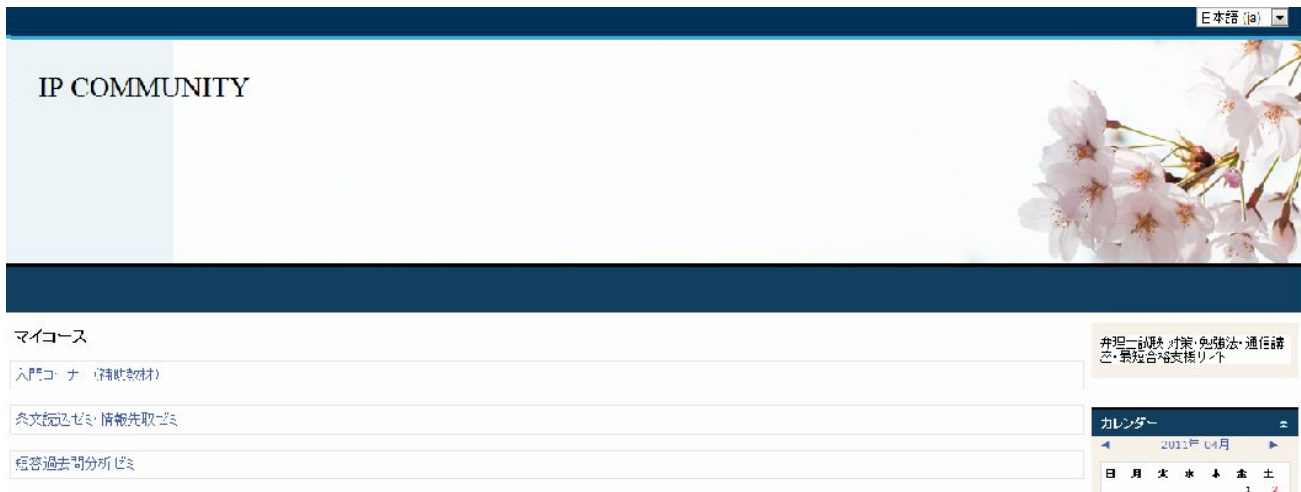 日本語 (ja)
IP COMMUNITY
マイコース
入門コーナー（補助教材）
条文読込ゼミ・情報先取ゼミ
短答過去問分析ゼミ
弁理士試験 対策・勉強法・通信講
座・最短合格支援サイト
カレンダー
2011年 04月
日 月 火 水 木 金 土
1 2